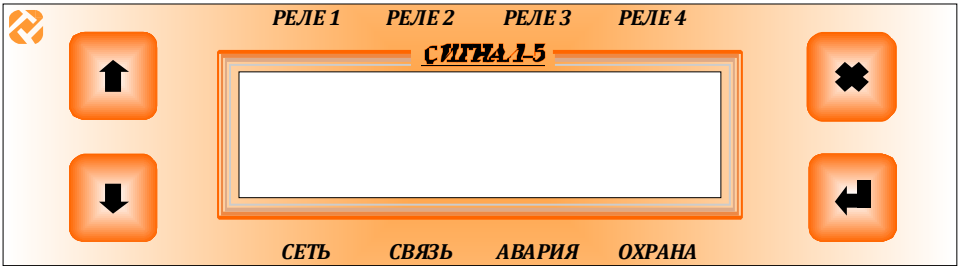 РЕЛЕ 1 РЕЛЕ 2 РЕЛЕ 3 РЕЛЕ 4
СИГНАЛ-5
СЕТЬ СВЯЗЬ АВАРИЯ ОХРАНА